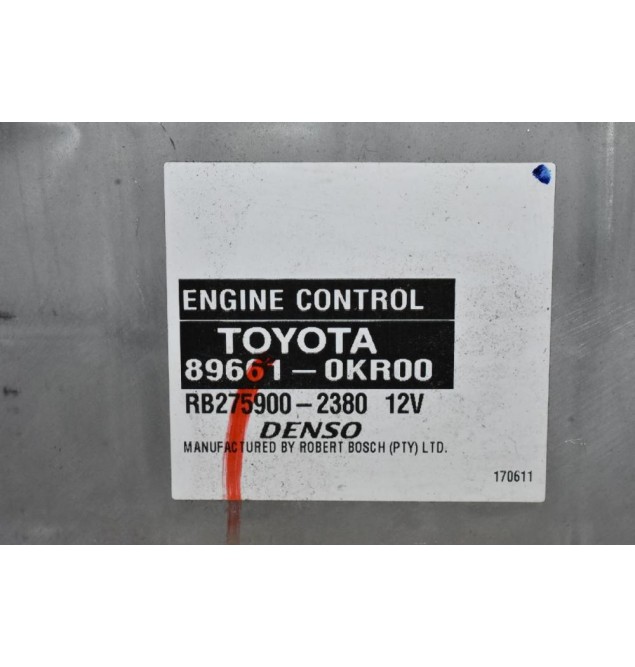 ENGINE CONTROL
TOYOTA
89661-0KR00
RB275900-2380 12V
DENSO
MANUFACTURED BY ROBERT BOSCH (PTY) LTD.
170611